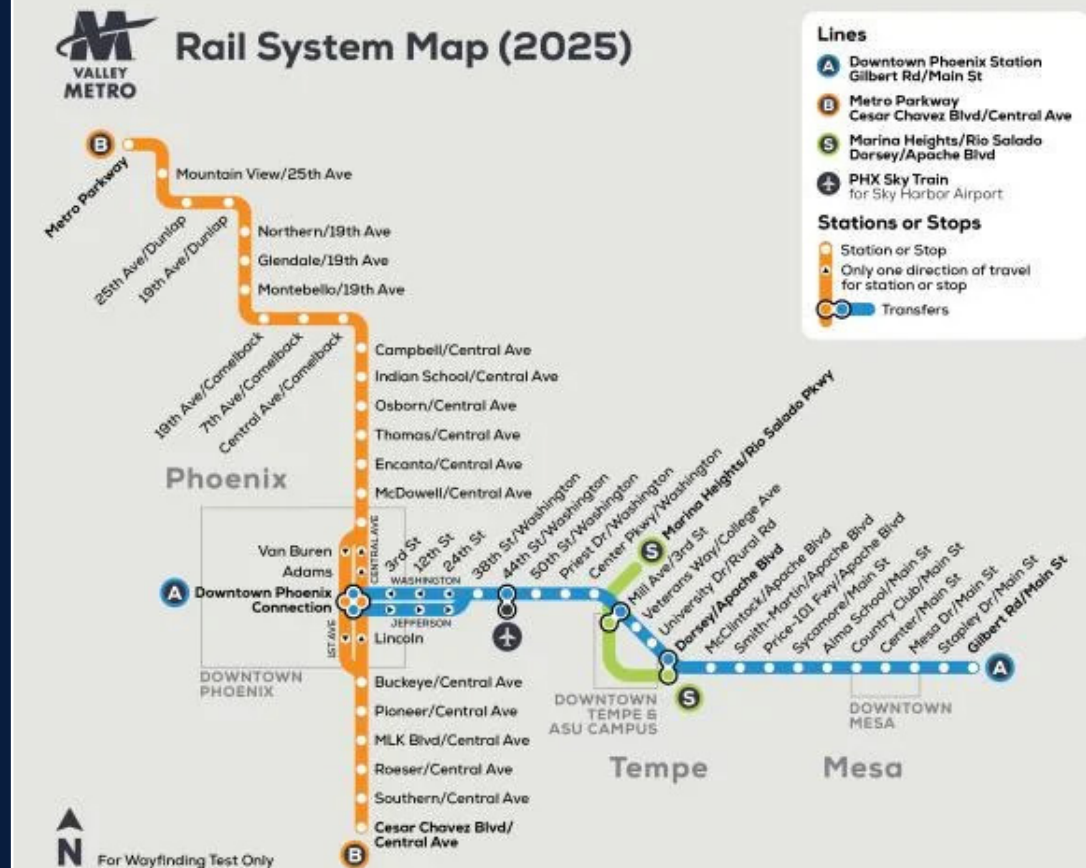 VALLEY
METRO
Rail System Map (2025)
Lines
A
Downtown Phoenix Station
Gilbert Rd/Main St
B
Metro Parkway
Cesar Chavez Blvd/Central Ave
S
Marina Heights/Rio Salado
Dorsey/Apache Blvd
PHX Sky Train
for Sky Harbor Airport
Stations or Stops
Station or Stop
Only one direction of travel
for station or stop
Transfers
B
Metro Parkway
Mountain View/25th Ave
25th Ave/Dunlap
19th Ave/Dunlap
Northern/19th Ave
Glendale/19th Ave
Montebello/19th Ave
19th Ave/Camelback
7th Ave/Camelback
Central Ave/Camelback
Campbell/Central Ave
Indian School/Central Ave
Osborn/Central Ave
Thomas/Central Ave
Encanto/Central Ave
McDowell/Central Ave
Phoenix
Van Buren
Adams
CENTRAL AVE
A
Downtown Phoenix
Connection
1ST AVE
Lincoln
DOWNTOWN
PHOENIX
3rd St
12th St
24th St
WASHINGTON
JEFFERSON
38th St/Washington
44th St/Washington
50th St/Washington
Priest Dr/Washington
Center Pkwy/Washington
S
Marina Heights/Rio Salado Pkwy
Mill Ave/3rd St
Veterans Way/College Ave
University Dr/Rural Rd
Dorsey/Apache Blvd
McClintock/Apache Blvd
Smith-Martin/Apache Blvd
Price-101 Fwy/Apache Blvd
Sycamore/Main St
Alma School/Main St
Country Club/Main St
Center/Main St
Mesa Dr/Main St
Stapley Dr/Main St
Gilbert Rd/Main St
A
S
DOWNTOWN
TEMPE &
ASU CAMPUS
DOWNTOWN
MESA
Tempe
Mesa
Buckeye/Central Ave
Pioneer/Central Ave
MLK Blvd/Central Ave
Roeser/Central Ave
Southern/Central Ave
Cesar Chavez Blvd/
Central Ave
B
N
For Wayfinding Test Only